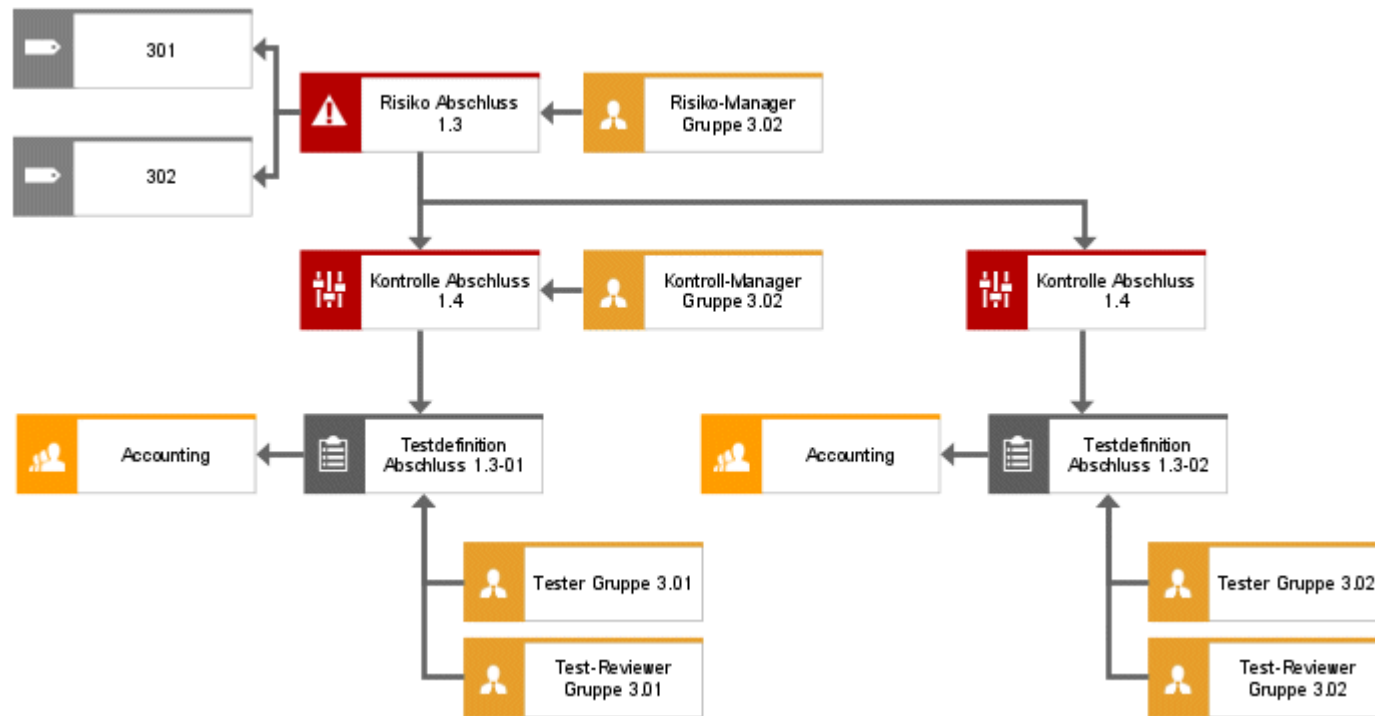 301
Risiko Abschluss
1.3
Risiko-Manager
Gruppe 3.02
302
Kontrolle Abschluss
1.4
Kontroll-Manager
Gruppe 3.02
Kontrolle Abschluss
1.4
Accounting
Testdefinition
Abschluss 1.3-01
Accounting
Testdefinition
Abschluss 1.3-02
Tester Gruppe 3.01
Tester Gruppe 3.02
Test-Reviewer
Gruppe 3.01
Test-Reviewer
Gruppe 3.02